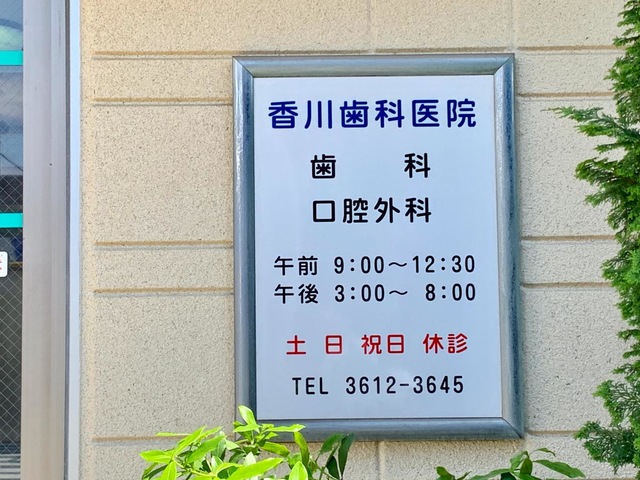 香川歯科医院
歯　科
口腔外科
午前 9:00～12:30
午後 3:00～ 8:00
土 日 祝日 休診
TEL 3612-3645